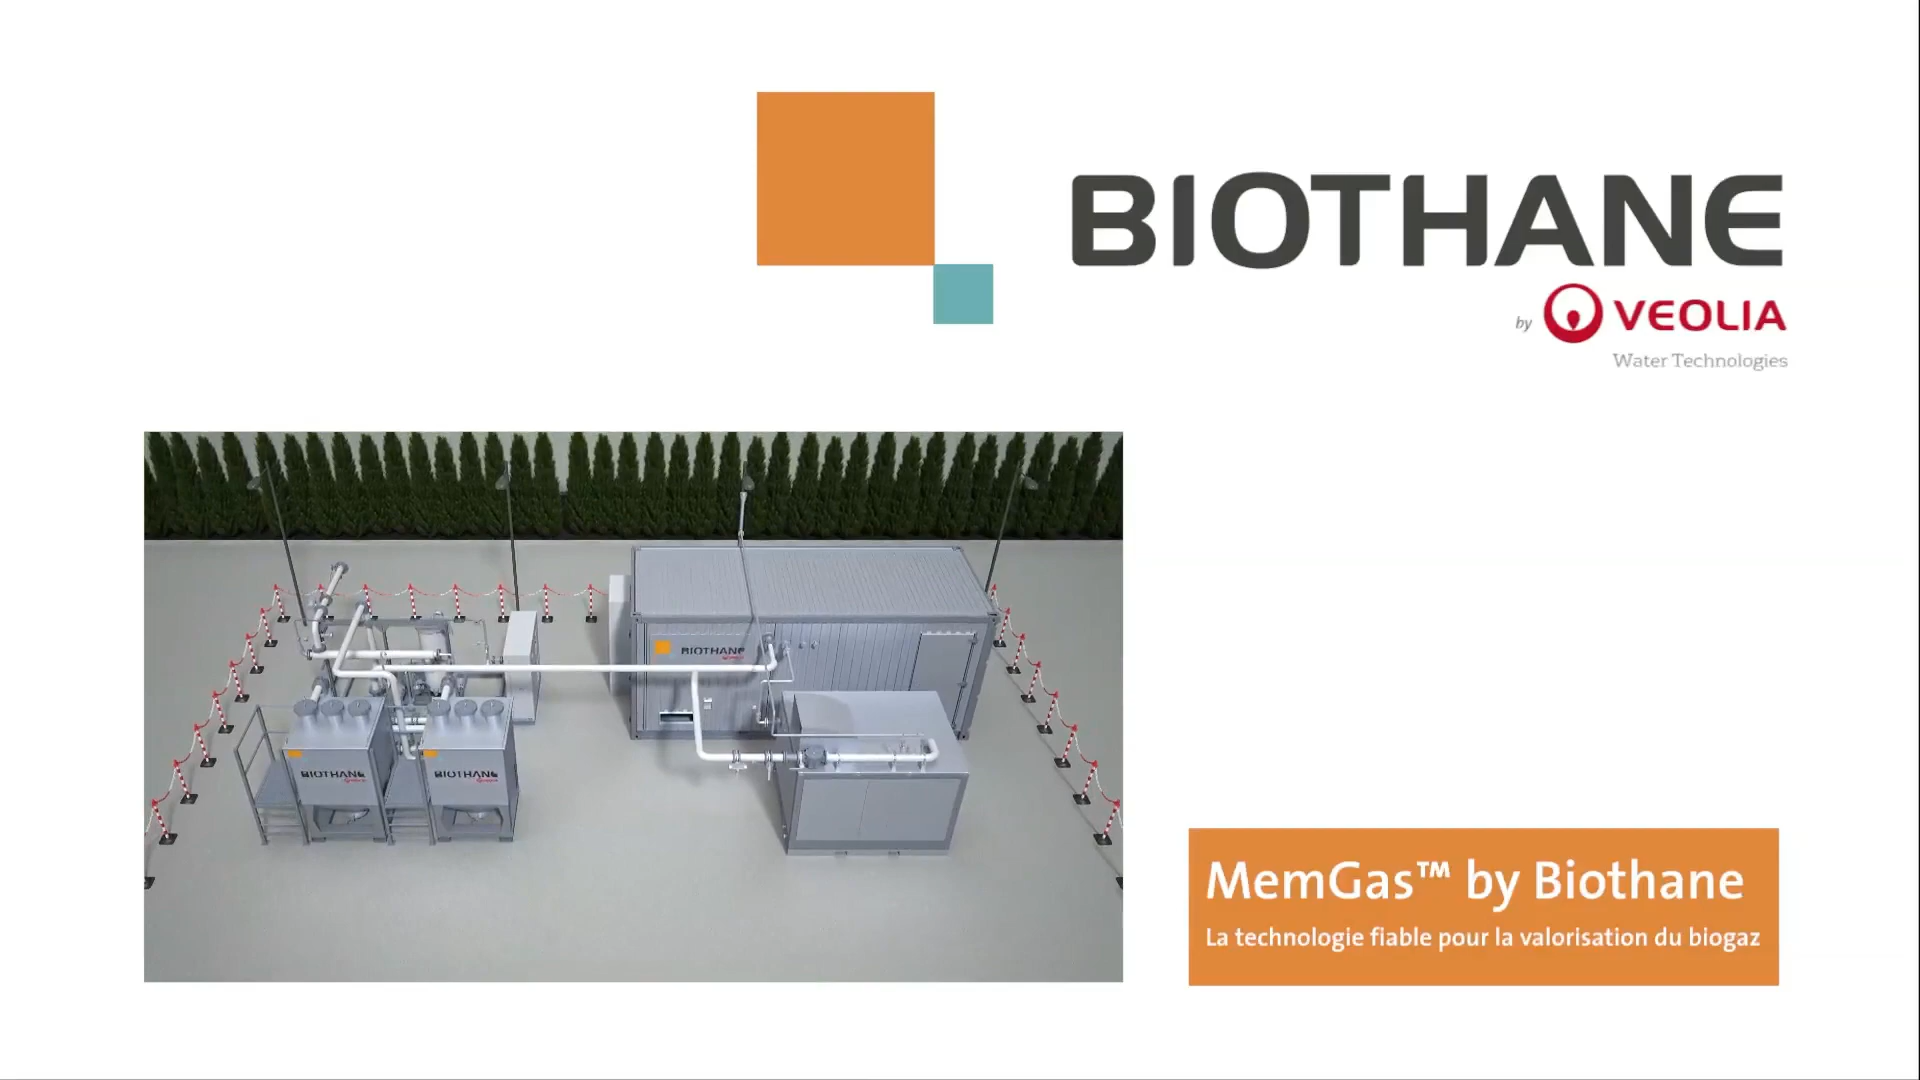 BIOTHANE
by VEOLIA
Water Technologies
BIOTHANE
BIOTHANE
BIOTHANE
MemGas™ by Biothane
La technologie fiable pour la valorisation du biogaz